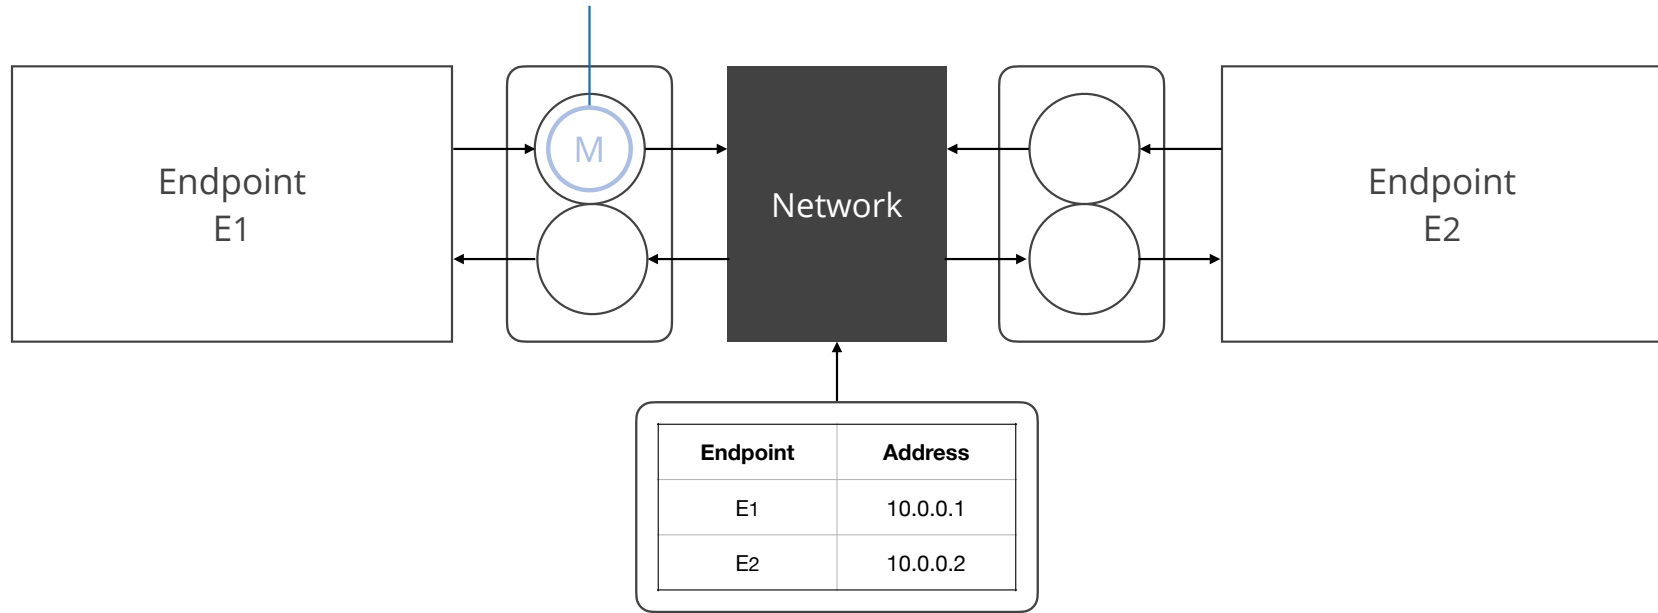 Endpoint
E1
M
Network
Endpoint
E2
Endpoint Address
E1 10.0.0.1
E2 10.0.0.2